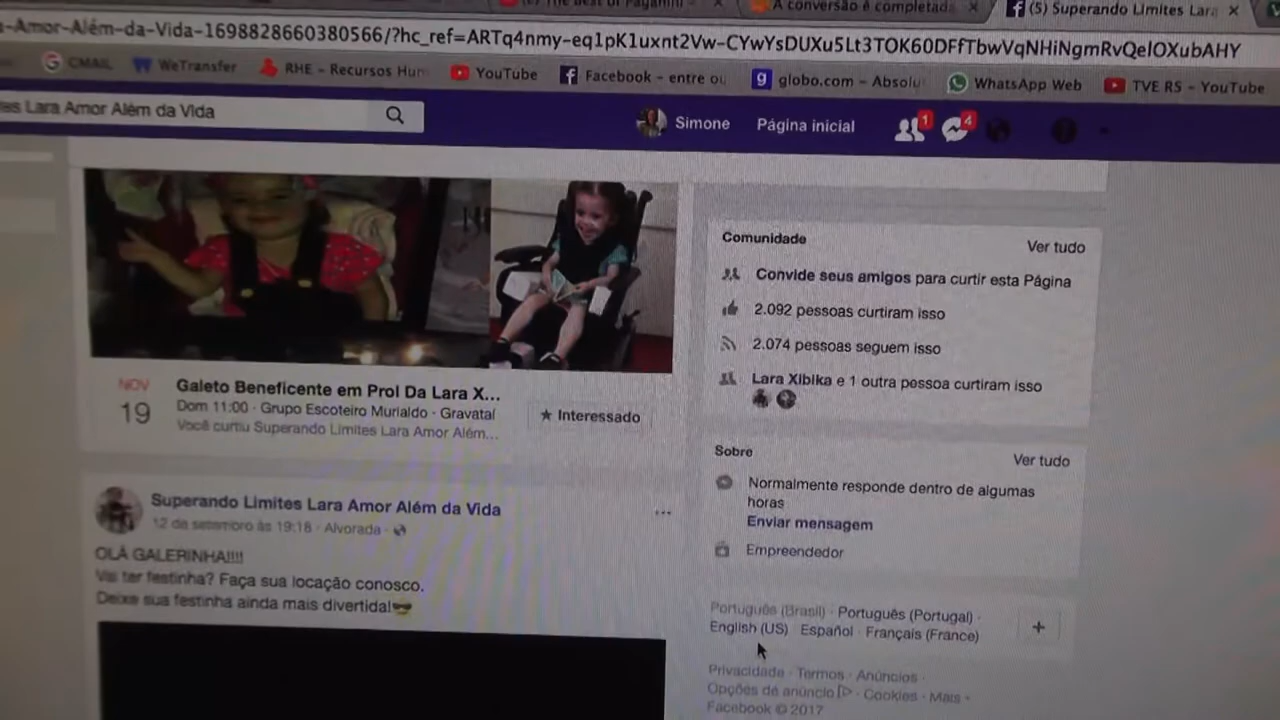 A conversão é completada
(5) Superando Limites Lara
-Amor-Além-da-Vida-1698828660380566/?hc_ref=ARTq4nmy-eq1pK1uxnt2Vw-CYwYsDUXu5Lt3TOK60DFfTbwVqNHiNgmRvQelOXubAHY
GMAIL WeTransfer RHE - Recursos Hun YouTube Facebook - entre ou globo.com - Absolu WhatsApp Web TVE RS - YouTube
es Lara Amor Além da Vida
Simone Página inicial 1 4
NOV
19
Galeto Beneficente em Prol Da Lara X...
Dom 11:00 · Grupo Escoteiro Murialdo · Gravataí
Você curtiu Superando Limites Lara Amor Além...
★ Interessado
Superando Limites Lara Amor Além da Vida
12 de setembro às 19:18 · Alvorada ·
OLÁ GALERINHA!!!!
Vai ter festinha? Faça sua locação conosco.
Deixe sua festinha ainda mais divertida!😎
Comunidade Ver tudo
Convide seus amigos para curtir esta Página
2.092 pessoas curtiram isso
2.074 pessoas seguem isso
Lara Xibika e 1 outra pessoa curtiram isso
Sobre Ver tudo
Normalmente responde dentro de algumas
horas
Enviar mensagem
Empreendedor
Português (Brasil) · Português (Portugal) ·
English (US) · Español · Français (France)
+
Privacidade · Termos · Anúncios ·
Opções de anúncio · Cookies · Mais
Facebook © 2017